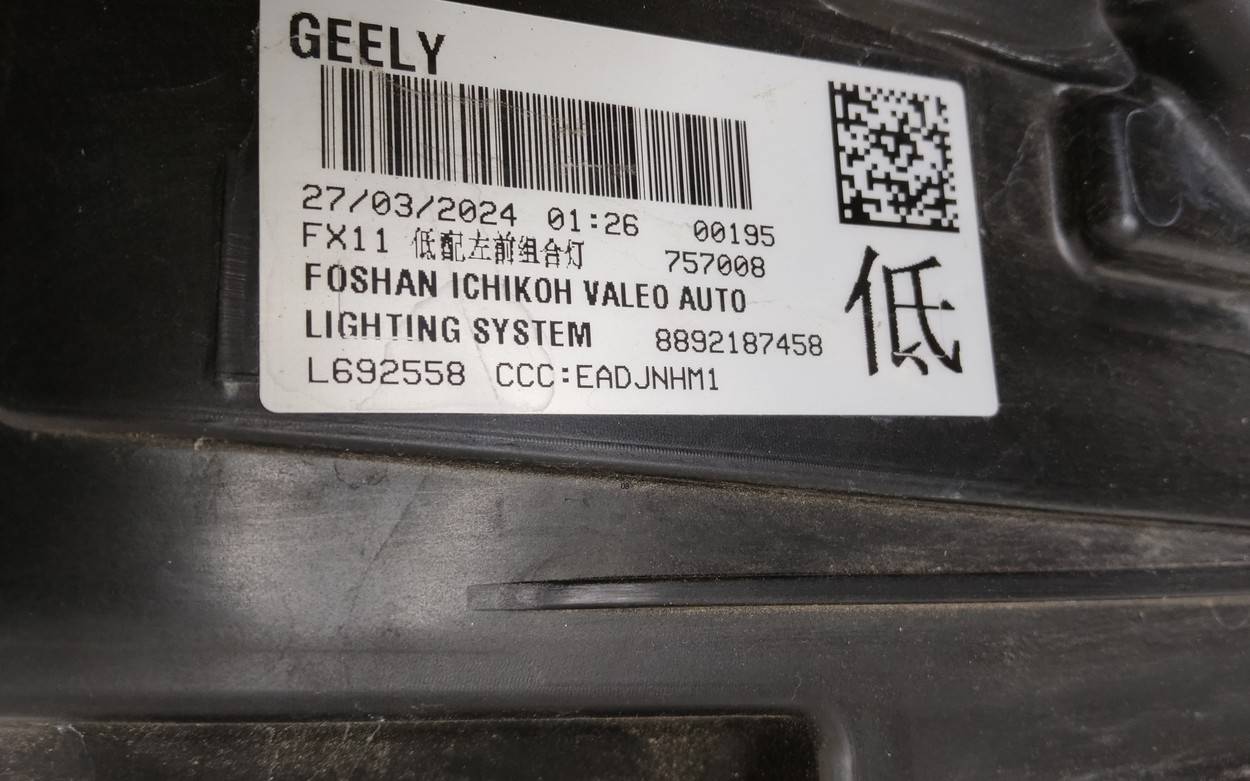 GEELY
27/03/2024 01:26 00195
FX11 低配左前组合灯 757008
FOSHAN ICHIKOH VALEO AUTO
LIGHTING SYSTEM 8892187458
L692558 CCC:EADJNHM1
低